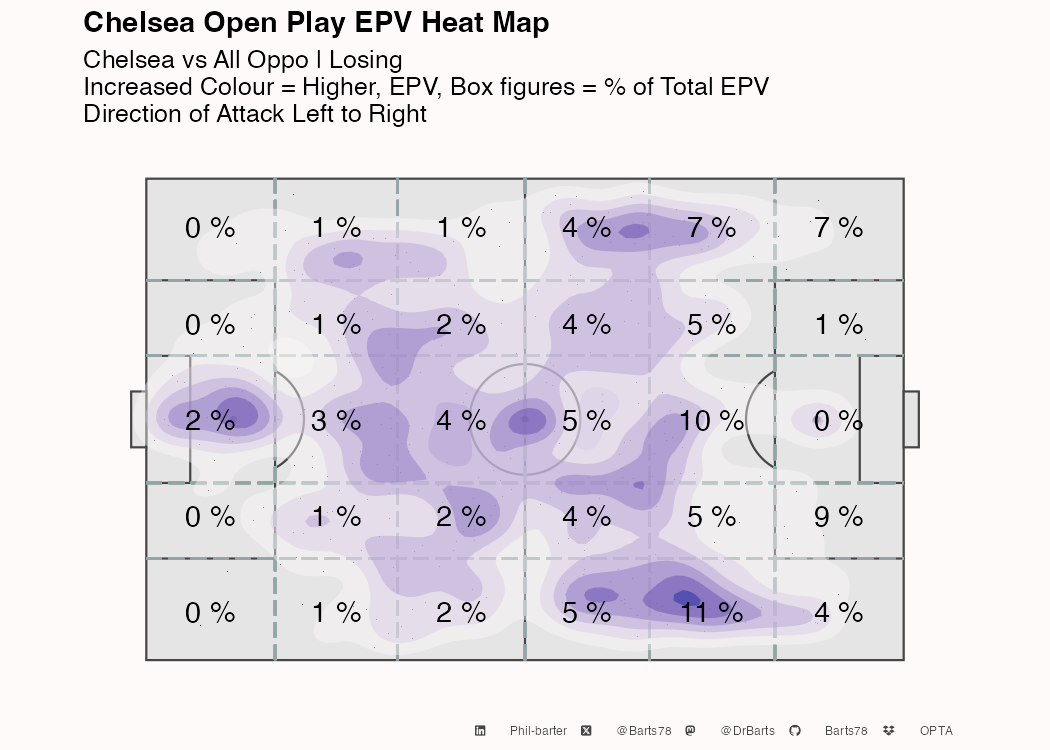 Chelsea Open Play EPV Heat Map
Chelsea vs All Oppo | Losing
Increased Colour = Higher, EPV, Box figures = % of Total EPV
Direction of Attack Left to Right
0 % 1 % 1 % 4 % 7 % 7 %
0 % 1 % 2 % 4 % 5 % 1 %
2 % 3 % 4 % 5 % 10 % 0 %
0 % 1 % 2 % 4 % 5 % 9 %
0 % 1 % 2 % 5 % 11 % 4 %
Phil-barter @Barts78 @DrBarts Barts78 OPTA